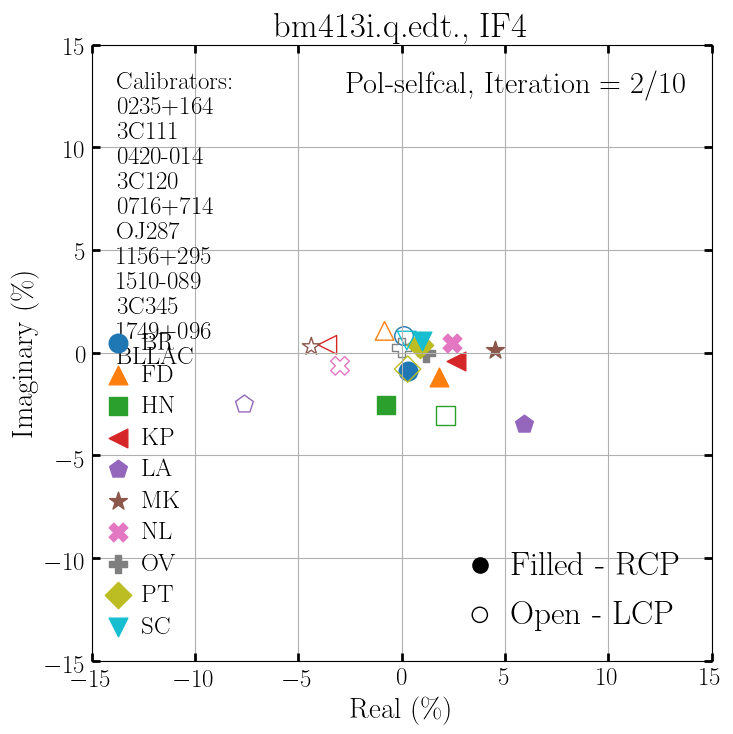 bm413i.q.edt., IF4
15
10
5
0
−5
−10
−15
Imaginary (%)
Calibrators:
0235+164
3C111
0420-014
3C120
0716+714
OJ287
1156+295
1510-089
3C345
1749+096
BLLAC
Pol-selfcal, Iteration = 2/10
BR
FD
HN
KP
LA
MK
NL
OV
PT
SC
Filled - RCP
Open - LCP
−15 −10 −5 0 5 10 15
Real (%)